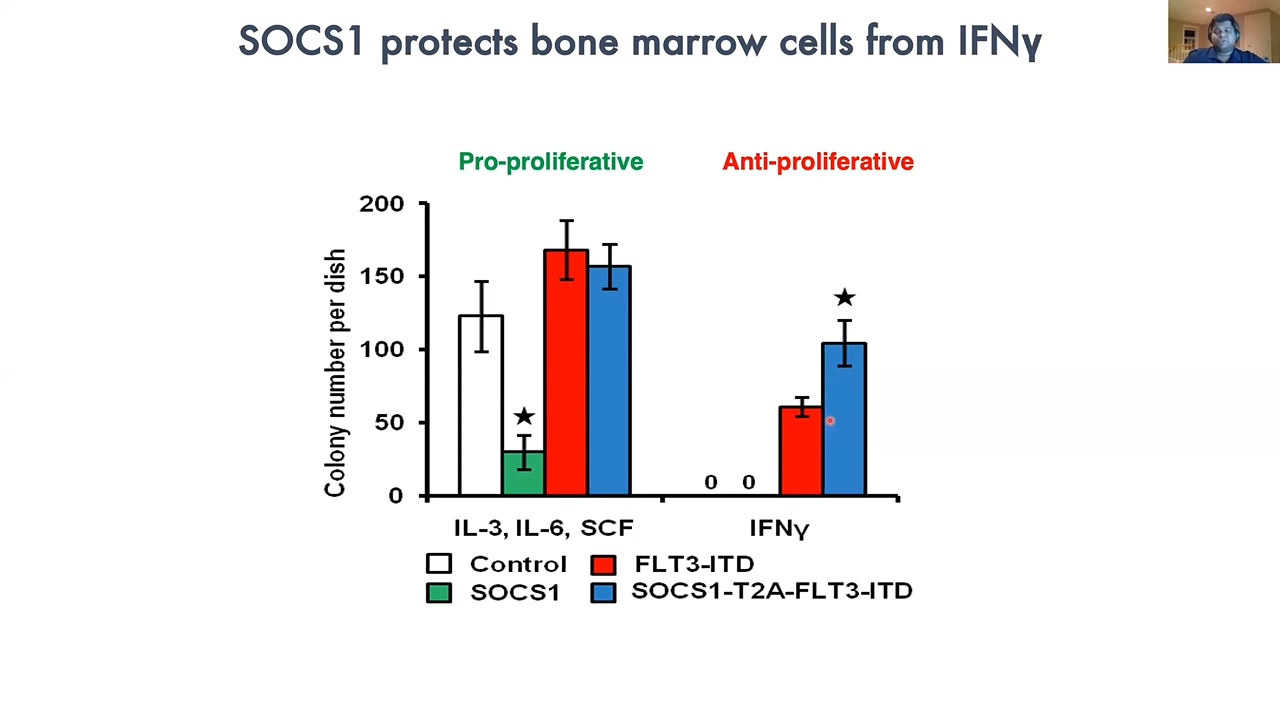 SOCS1 protects bone marrow cells from IFNγ
Pro-proliferative
Anti-proliferative
Colony number per dish
200
150
100
50
0
★
★
0 0
IL-3, IL-6, SCF
IFNγ
Control
FLT3-ITD
SOCS1
SOCS1-T2A-FLT3-ITD